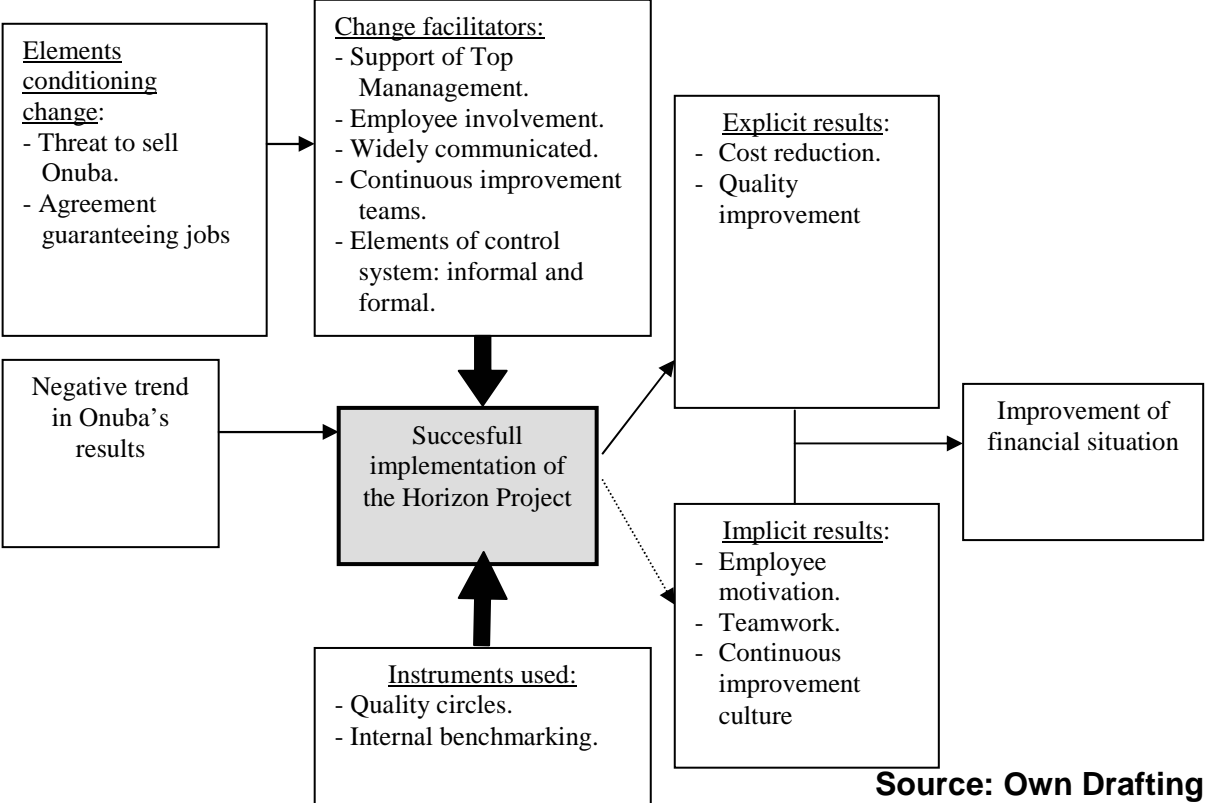 Elements
conditioning
change:
- Threat to sell
Onuba.
- Agreement
guaranteeing jobs
Change facilitators:
- Support of Top
Mananagement.
- Employee involvement.
- Widely communicated.
- Continuous improvement
teams.
- Elements of control
system: informal and
formal.
Explicit results:
- Cost reduction.
- Quality
improvement
Negative trend
in Onuba’s
results
Succesfull
implementation of
the Horizon Project
Improvement of
financial situation
Implicit results:
- Employee
motivation.
- Teamwork.
- Continuous
improvement
culture
Instruments used:
- Quality circles.
- Internal benchmarking.
Source: Own Drafting